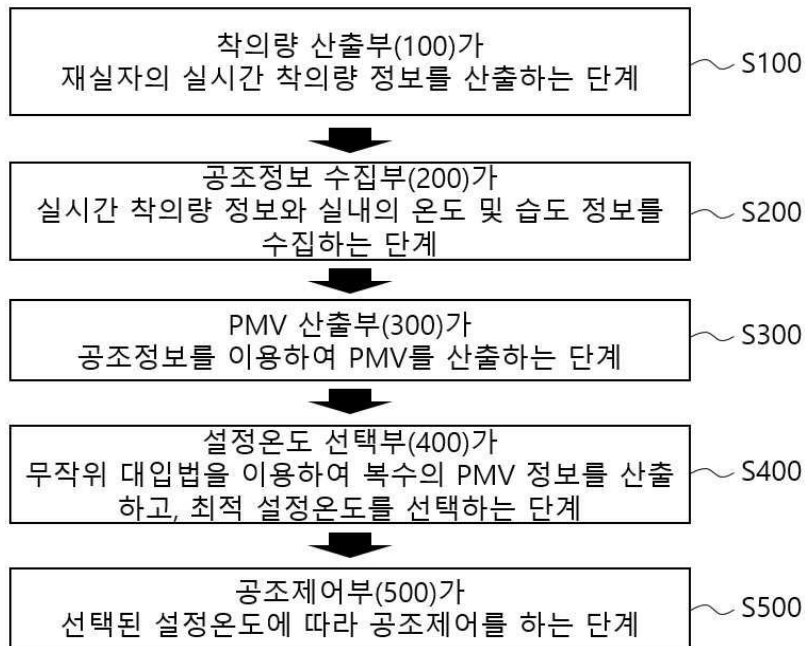 착의량 산출부(100)가
재실자의 실시간 착의량 정보를 산출하는 단계
S100
공조정보 수집부(200)가
실시간 착의량 정보와 실내의 온도 및 습도 정보를
수집하는 단계
S200
PMV 산출부(300)가
공조정보를 이용하여 PMV를 산출하는 단계
S300
설정온도 선택부(400)가
무작위 대입법을 이용하여 복수의 PMV 정보를 산출
하고, 최적 설정온도를 선택하는 단계
S400
공조제어부(500)가
선택된 설정온도에 따라 공조제어를 하는 단계
S500